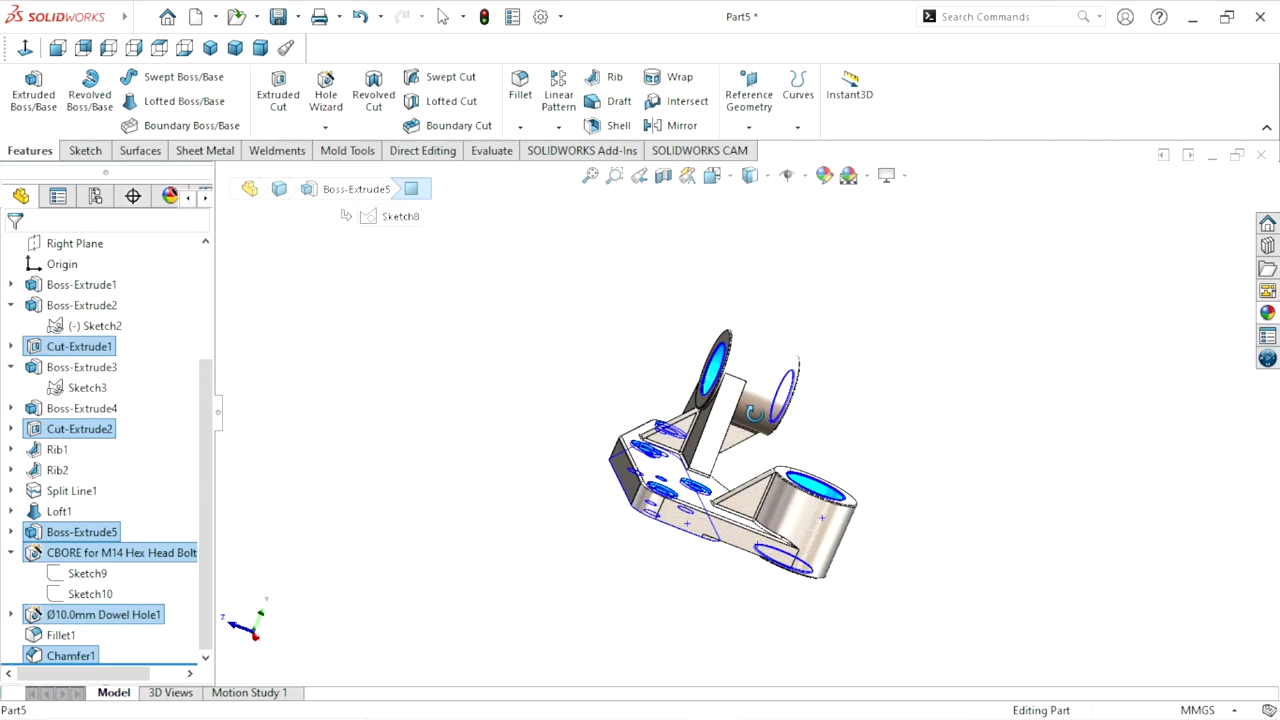 SOLIDWORKS
Part5 *
Search Commands
Extruded Boss/Base
Revolved Boss/Base
Swept Boss/Base
Lofted Boss/Base
Boundary Boss/Base
Extruded Cut
Hole Wizard
Revolved Cut
Swept Cut
Lofted Cut
Boundary Cut
Fillet
Linear Pattern
Rib
Draft
Shell
Wrap
Intersect
Mirror
Reference Geometry
Curves
Instant3D
Features
Sketch
Surfaces
Sheet Metal
Weldments
Mold Tools
Direct Editing
Evaluate
SOLIDWORKS Add-Ins
SOLIDWORKS CAM
Boss-Extrude5
Sketch8
Right Plane
Origin
Boss-Extrude1
Boss-Extrude2
(-) Sketch2
Cut-Extrude1
Boss-Extrude3
Sketch3
Boss-Extrude4
Cut-Extrude2
Rib1
Rib2
Split Line1
Loft1
Boss-Extrude5
CBORE for M14 Hex Head Bolt
Sketch9
Sketch10
Ø10.0mm Dowel Hole1
Fillet1
Chamfer1
Y
Z
Model
3D Views
Motion Study 1
Part5
Editing Part
MMGS